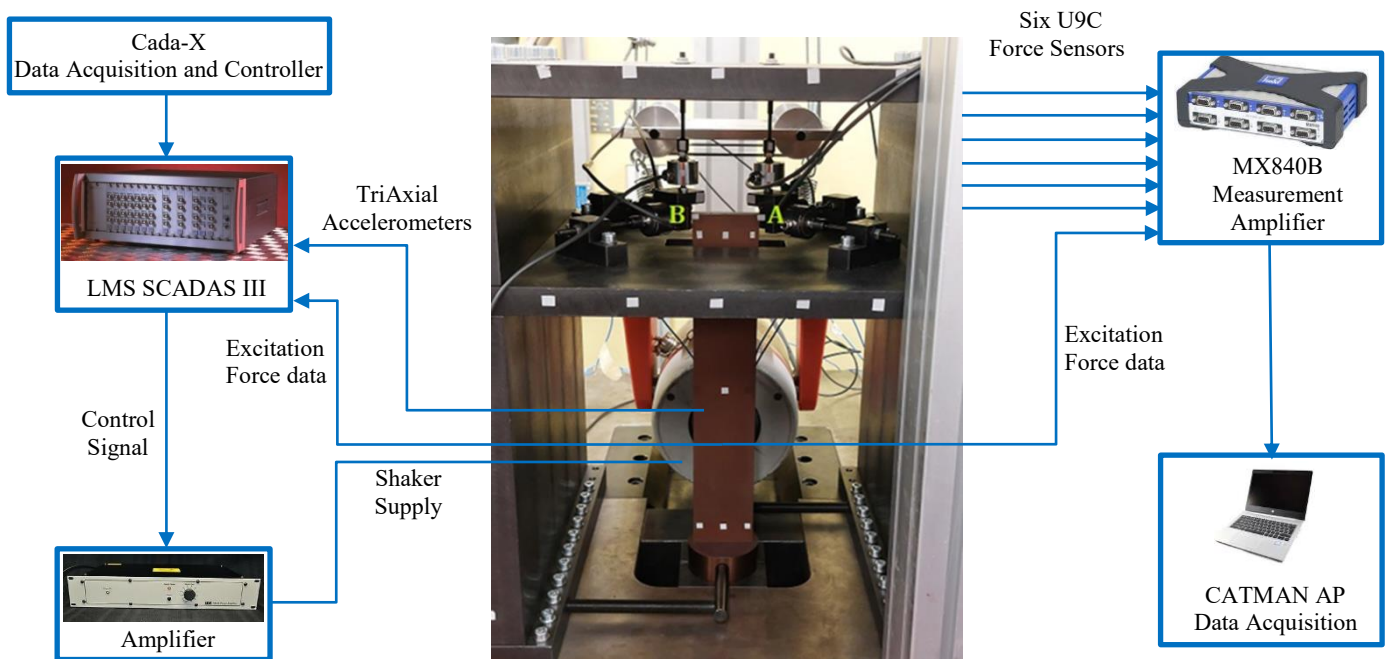 Cada-X
Data Acquisition and Controller
LMS SCADAS III
TriAxial
Accelerometers
Excitation
Force data
Control
Signal
Shaker
Supply
Amplifier
B
A
Six U9C
Force Sensors
MX840B
Measurement
Amplifier
Excitation
Force data
CATMAN AP
Data Acquisition